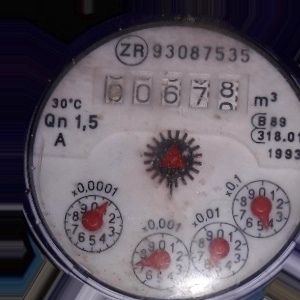 ZR 93087535
00678 m³
30°C
Qn 1,5
A
B 89
318.01
1993
x0,0001
x0,001
x0,01
x0,1